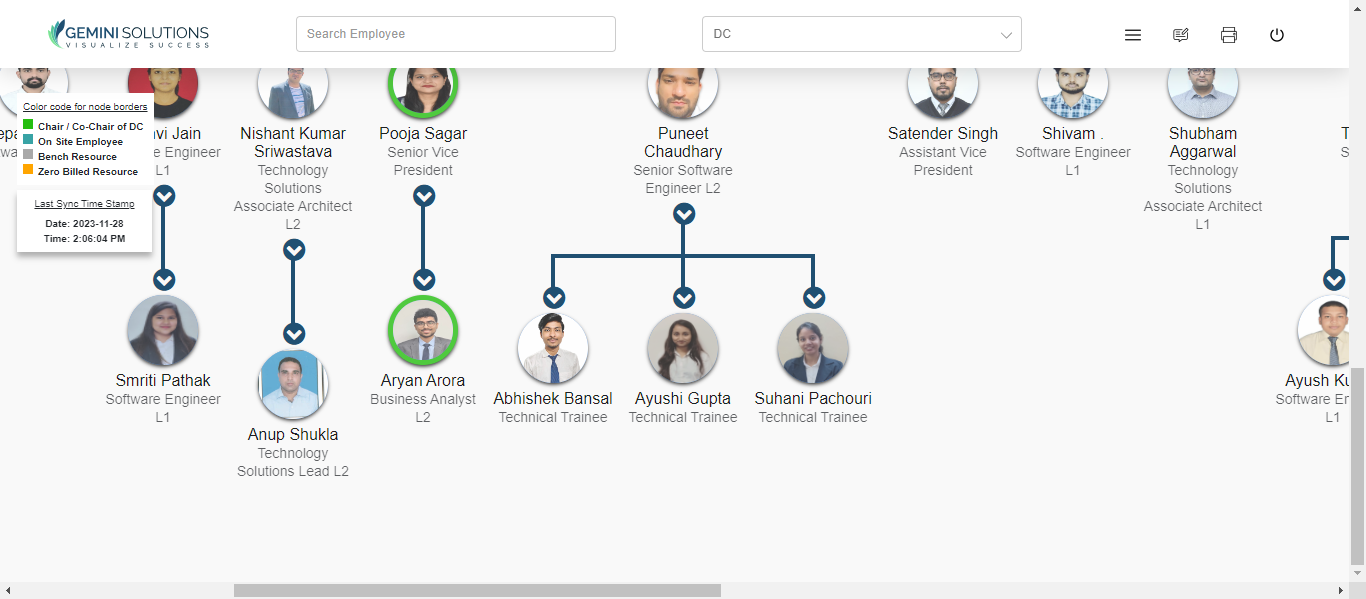 GEMINI SOLUTIONS
VISUALIZE SUCCESS
Search Employee
DC
Color code for node borders
Chair / Co-Chair of DC
On Site Employee
Bench Resource
Zero Billed Resource
Last Sync Time Stamp
Date: 2023-11-28
Time: 2:06:04 PM
vi Jain
e Engineer
L1
Nishant Kumar
Sriwastava
Technology
Solutions
Associate Architect
L2
Pooja Sagar
Senior Vice
President
Puneet
Chaudhary
Senior Software
Engineer L2
Satender Singh
Assistant Vice
President
Shivam .
Software Engineer
L1
Shubham
Aggarwal
Technology
Solutions
Associate Architect
L1
T
S
Smriti Pathak
Software Engineer
L1
Anup Shukla
Technology
Solutions Lead L2
Aryan Arora
Business Analyst
L2
Abhishek Bansal
Technical Trainee
Ayushi Gupta
Technical Trainee
Suhani Pachouri
Technical Trainee
Ayush Ku
Software Er
L1